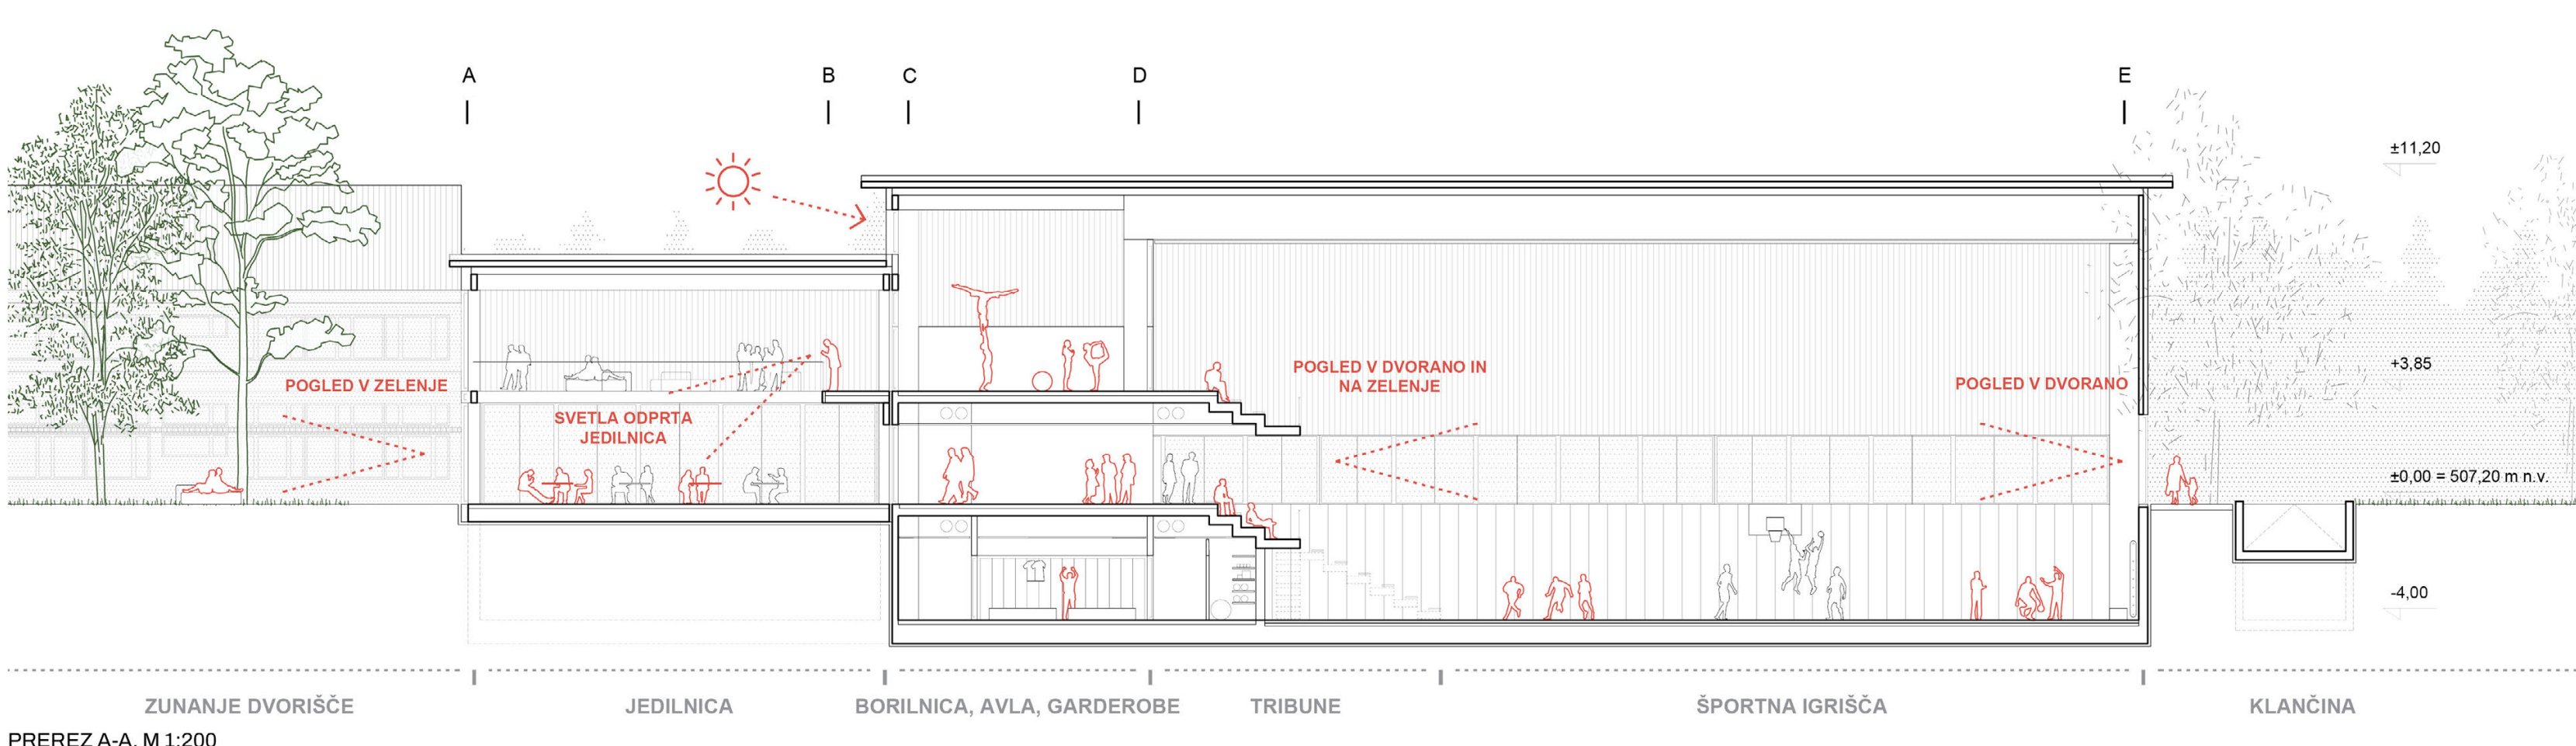 A B C D E
±11,20
POGLED V DVORANO IN
NA ZELENJE
+3,85
POGLED V ZELENJE
POGLED V DVORANO
SVETLA ODPRTA
JEDILNICA
±0,00 = 507,20 m n.v.
-4,00
ZUNANJE DVORIŠČE JEDILNICA BORILNICA, AVLA, GARDEROBE TRIBUNE ŠPORTNA IGRIŠČA KLANČINA
PREREZ A-A, M 1:200